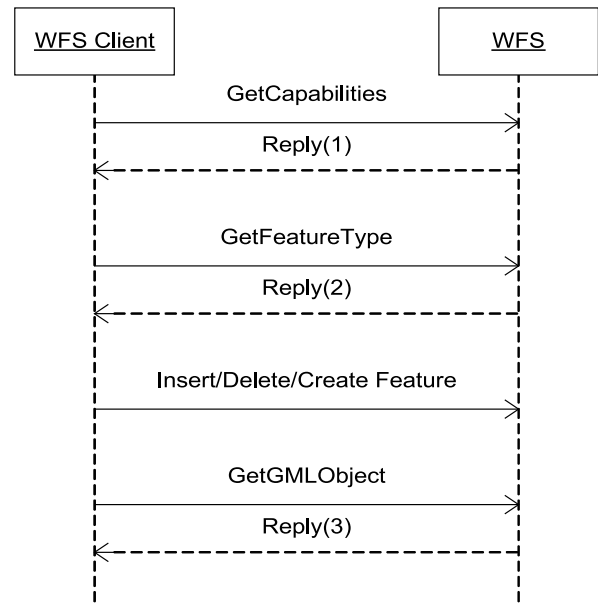 WFS Client
WFS
GetCapabilities
Reply(1)
GetFeatureType
Reply(2)
Insert/Delete/Create Feature
GetGMLObject
Reply(3)